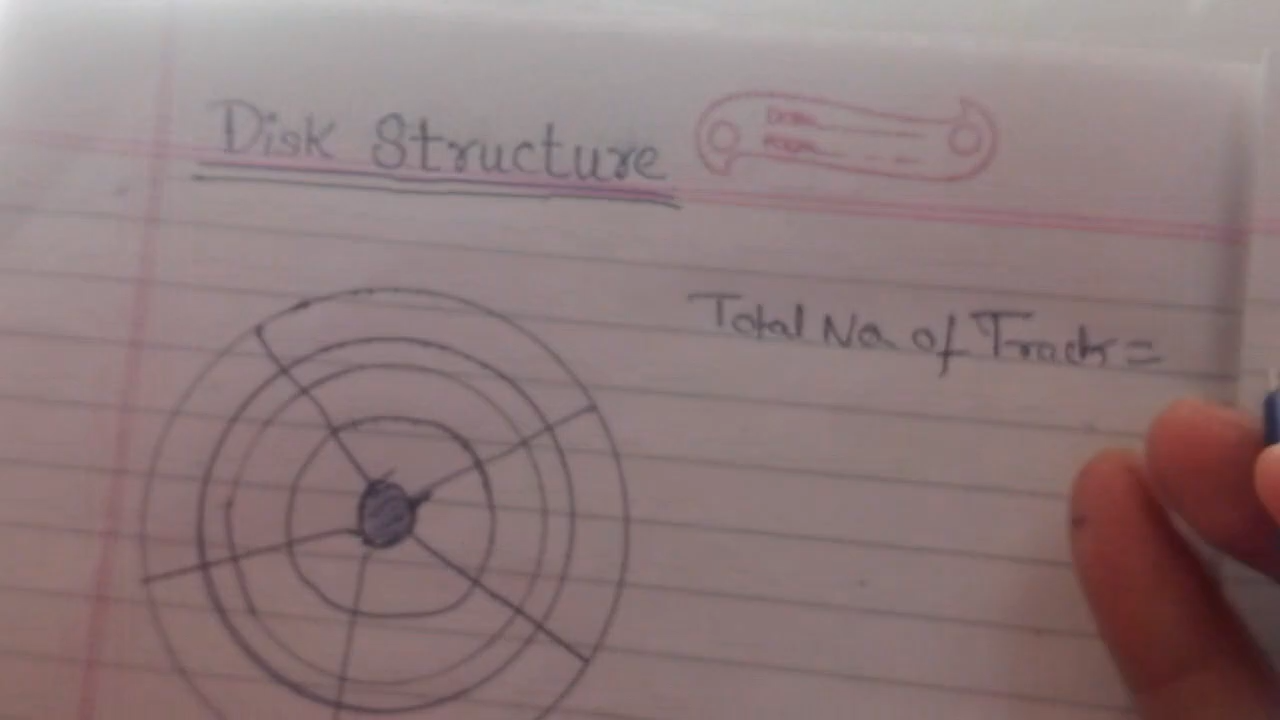 Disk Structure
Total No. of Track =